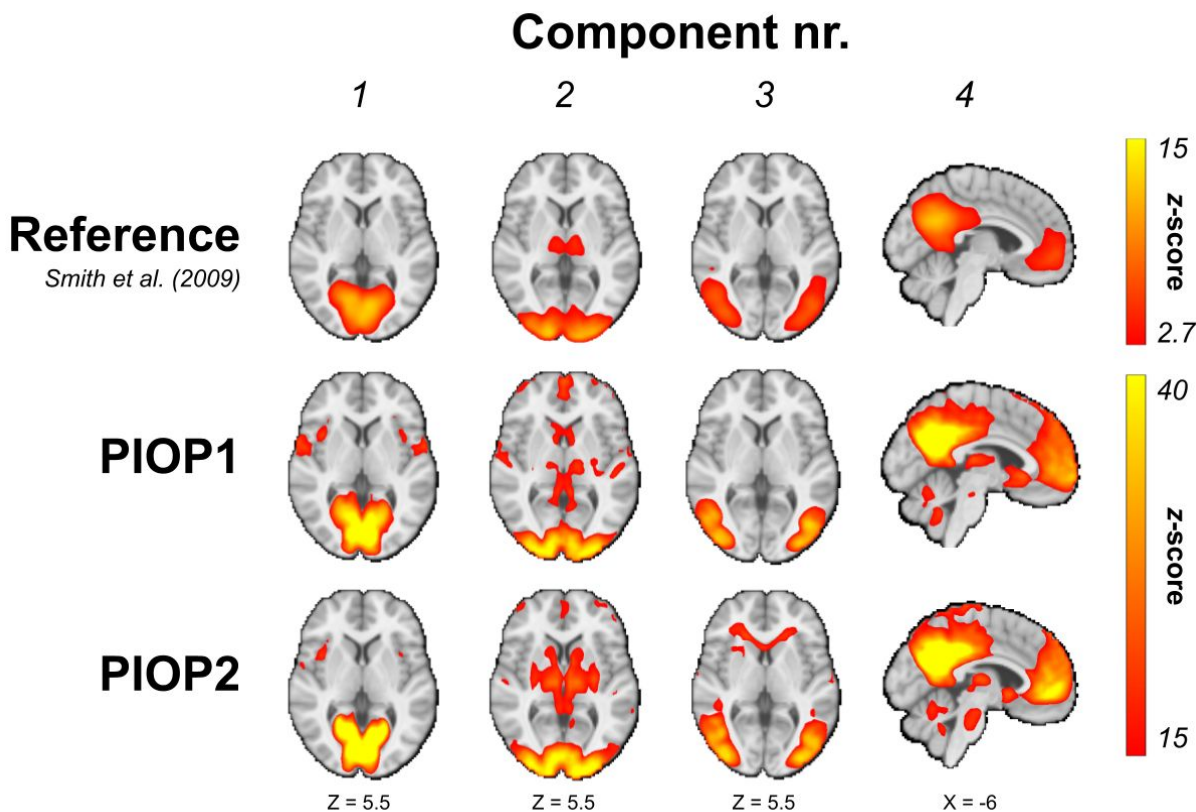 Component nr.
1 2 3 4
Reference
Smith et al. (2009)
15
z-score
2.7
PIOP1
40
z-score
15
PIOP2
Z = 5.5 Z = 5.5 Z = 5.5 X = -6